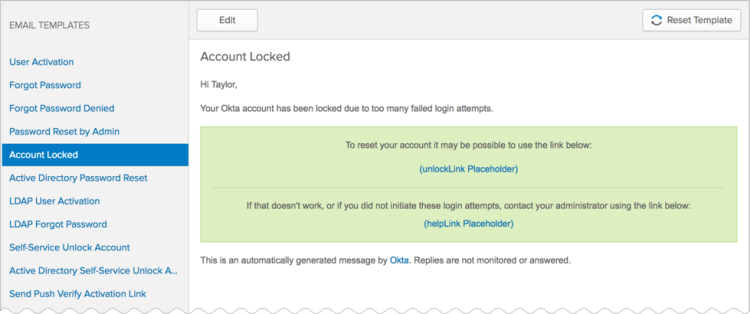 EMAIL TEMPLATES
User Activation
Forgot Password
Forgot Password Denied
Password Reset by Admin
Account Locked
Active Directory Password Reset
LDAP User Activation
LDAP Forgot Password
Self-Service Unlock Account
Active Directory Self-Service Unlock A...
Send Push Verify Activation Link
Edit
Reset Template
Account Locked
Hi Taylor,
Your Okta account has been locked due to too many failed login attempts.
To reset your account it may be possible to use the link below:
(unlockLink Placeholder)
If that doesn't work, or if you did not initiate these login attempts, contact your administrator using the link below:
(helpLink Placeholder)
This is an automatically generated message by Okta. Replies are not monitored or answered.